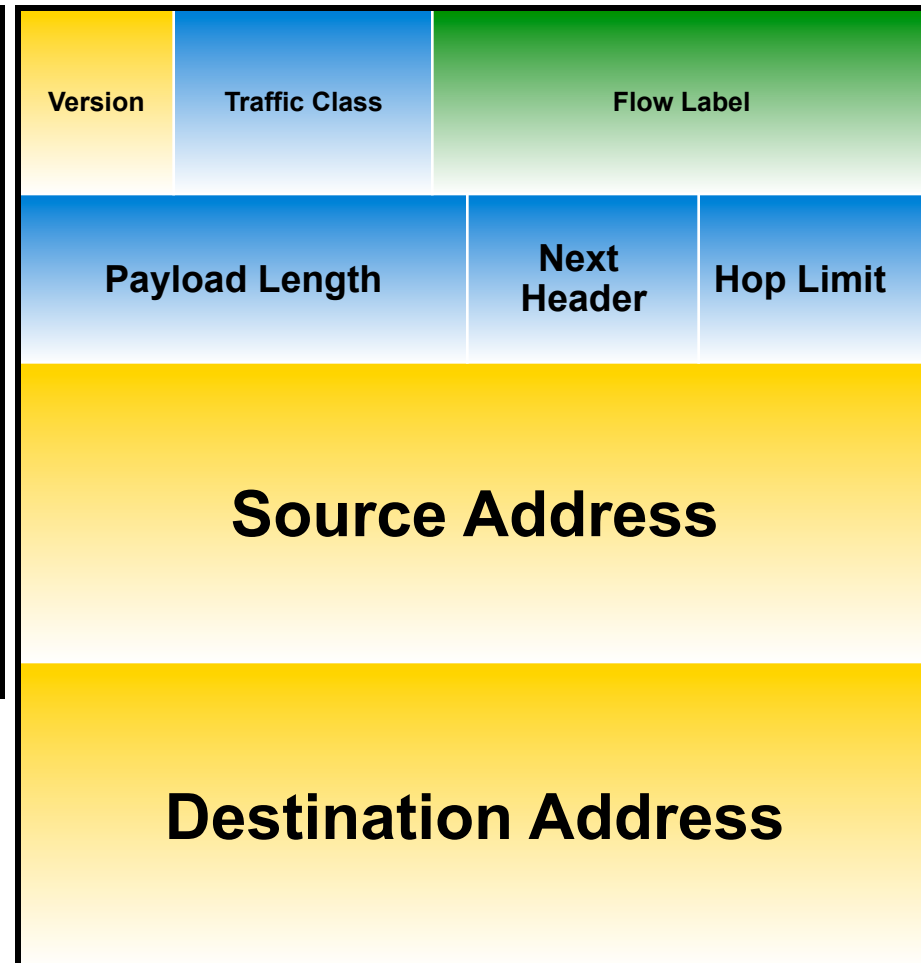 Version
Traffic Class
Flow Label
Payload Length
Next
Header
Hop Limit
Source Address
Destination Address